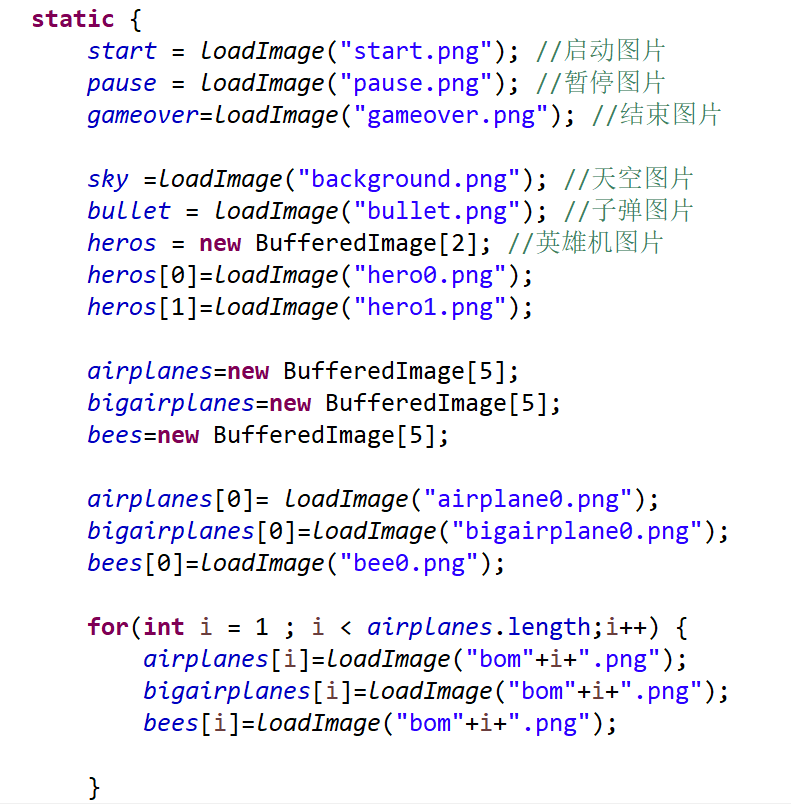 static {
start = loadImage("start.png"); //启动图片
pause = loadImage("pause.png"); //暂停图片
gameover=loadImage("gameover.png"); //结束图片
sky =loadImage("background.png"); //天空图片
bullet = loadImage("bullet.png"); //子弹图片
heros = new BufferedImage[2]; //英雄机图片
heros[0]=loadImage("hero0.png");
heros[1]=loadImage("hero1.png");
airplanes=new BufferedImage[5];
bigairplanes=new BufferedImage[5];
bees=new BufferedImage[5];
airplanes[0]= loadImage("airplane0.png");
bigairplanes[0]=loadImage("bigairplane0.png");
bees[0]=loadImage("bee0.png");
for(int i = 1 ; i < airplanes.length;i++) {
airplanes[i]=loadImage("bom"+i+".png");
bigairplanes[i]=loadImage("bom"+i+".png");
bees[i]=loadImage("bom"+i+".png");
}